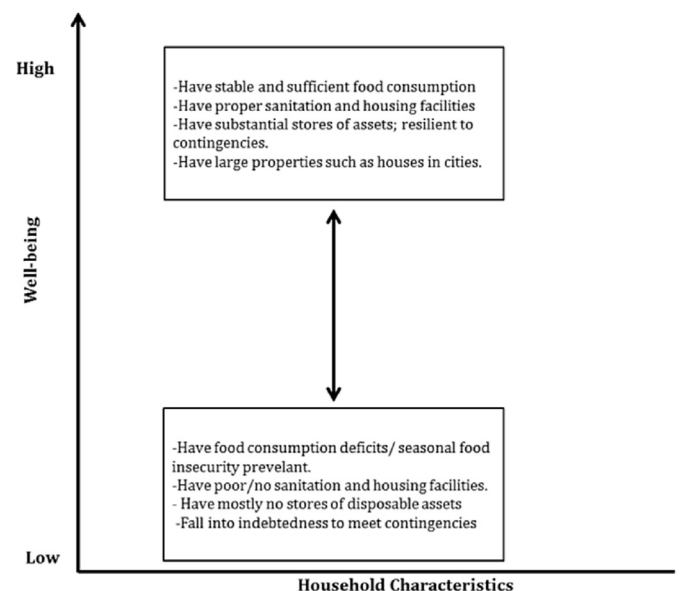 High
-Have stable and sufficient food consumption
-Have proper sanitation and housing facilities
-Have substantial stores of assets; resilient to
contingencies.
-Have large properties such as houses in cities.
Well-being
-Have food consumption deficits/ seasonal food
insecurity prevelant.
-Have poor/no sanitation and housing facilities.
- Have mostly no stores of disposable assets
-Fall into indebtedness to meet contingencies
Low
Household Characteristics